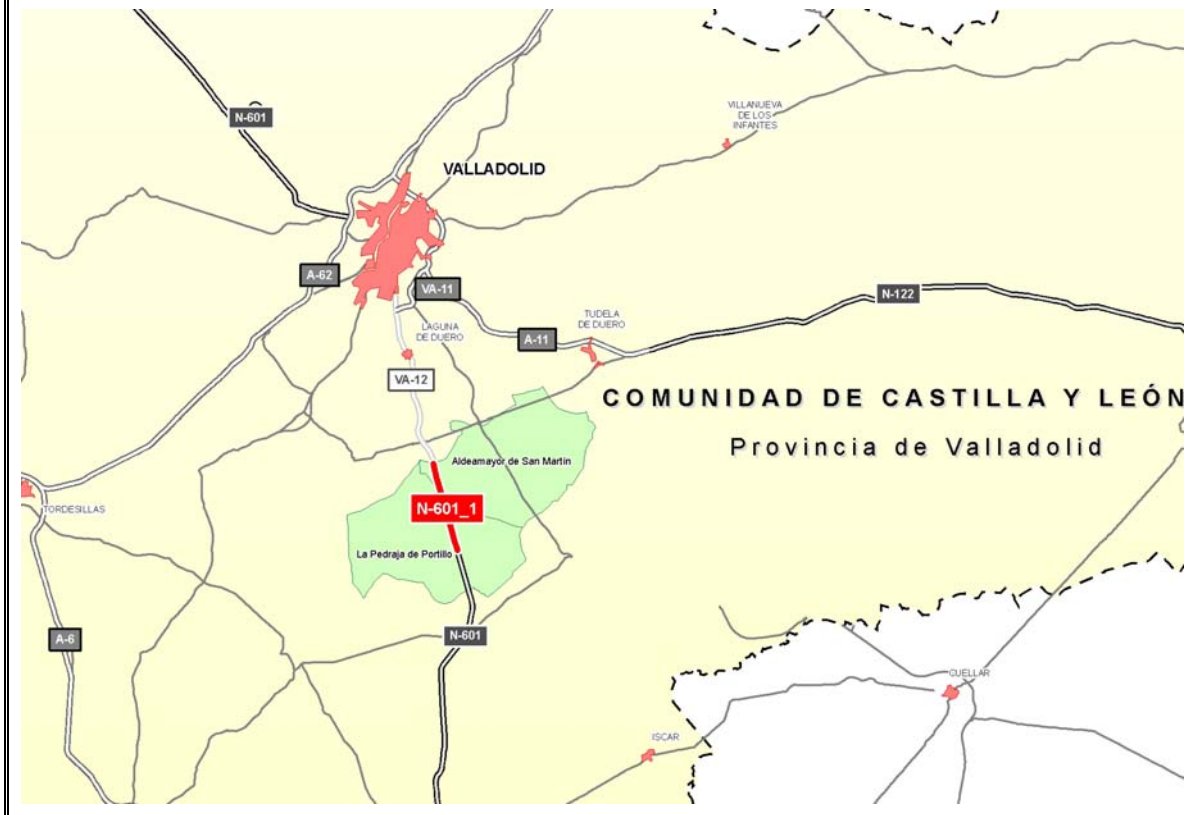 N-601
VILLANUEVA
DE LOS
INFANTES
VALLADOLID
A-62
VA-11
N-122
TUDELA
DE DUERO
LAGUNA
DE DUERO
A-11
VA-12
COMUNIDAD DE CASTILLA Y LEÓN
Provincia de Valladolid
Aldeamayor de San Martín
N-601_1
TORDESILLAS
La Pedraja de Portillo
A-6
N-601
CUELLAR
ISCAR